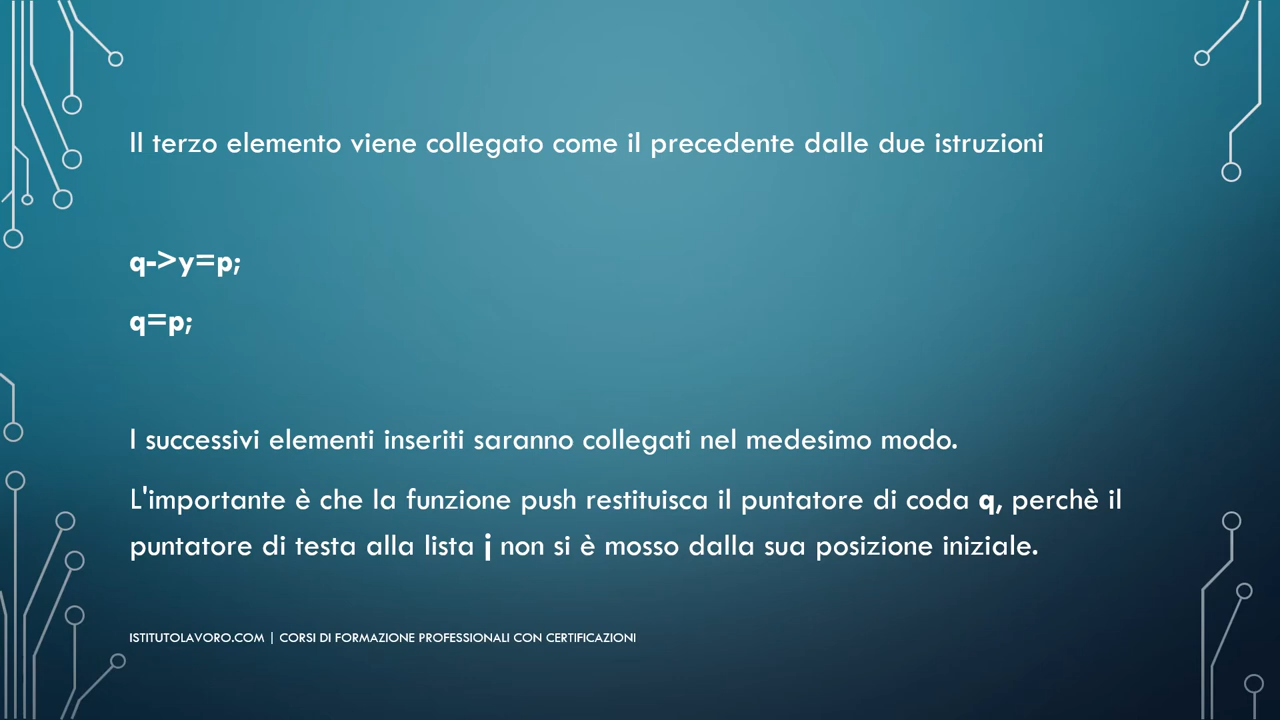 Il terzo elemento viene collegato come il precedente dalle due istruzioni
q->y=p;
q=p;
I successivi elementi inseriti saranno collegati nel medesimo modo.
L'importante è che la funzione push restituisca il puntatore di coda q, perchè il
puntatore di testa alla lista j non si è mosso dalla sua posizione iniziale.
ISTITUTOLAVORO.COM | CORSI DI FORMAZIONE PROFESSIONALI CON CERTIFICAZIONI